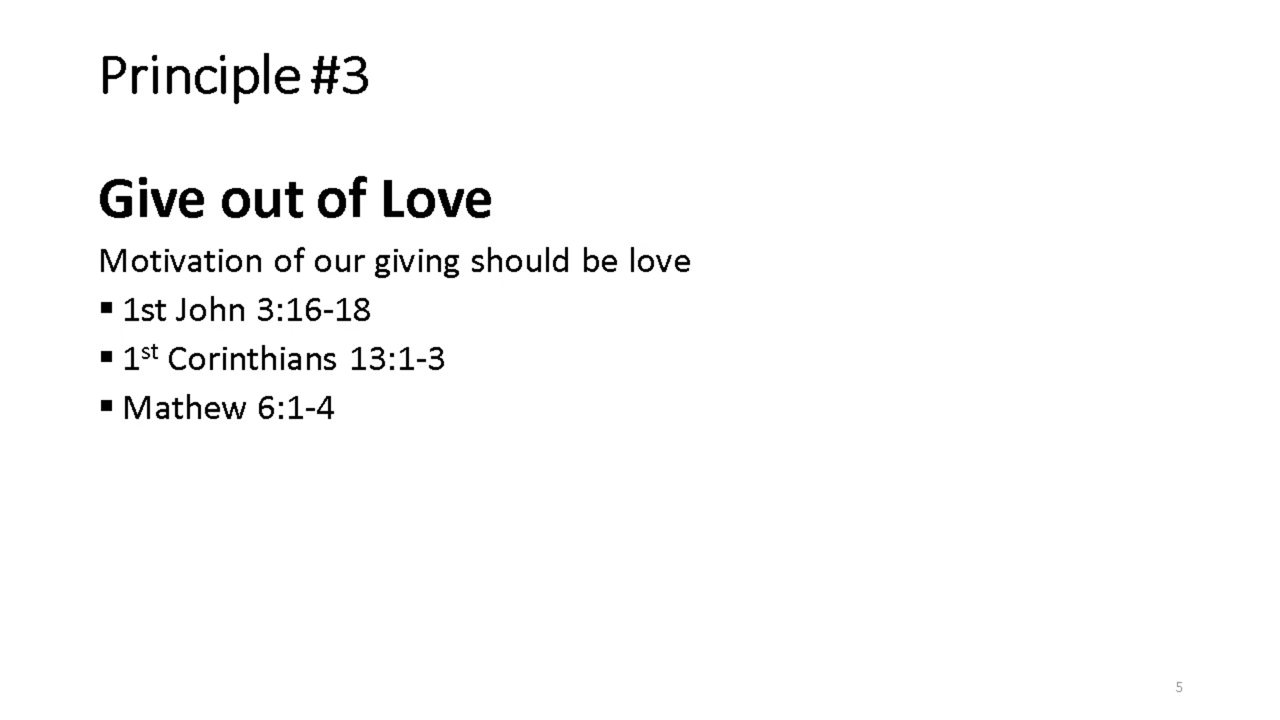 Principle #3
Give out of Love
Motivation of our giving should be love
▪ 1st John 3:16-18
▪ 1st Corinthians 13:1-3
▪ Mathew 6:1-4
5